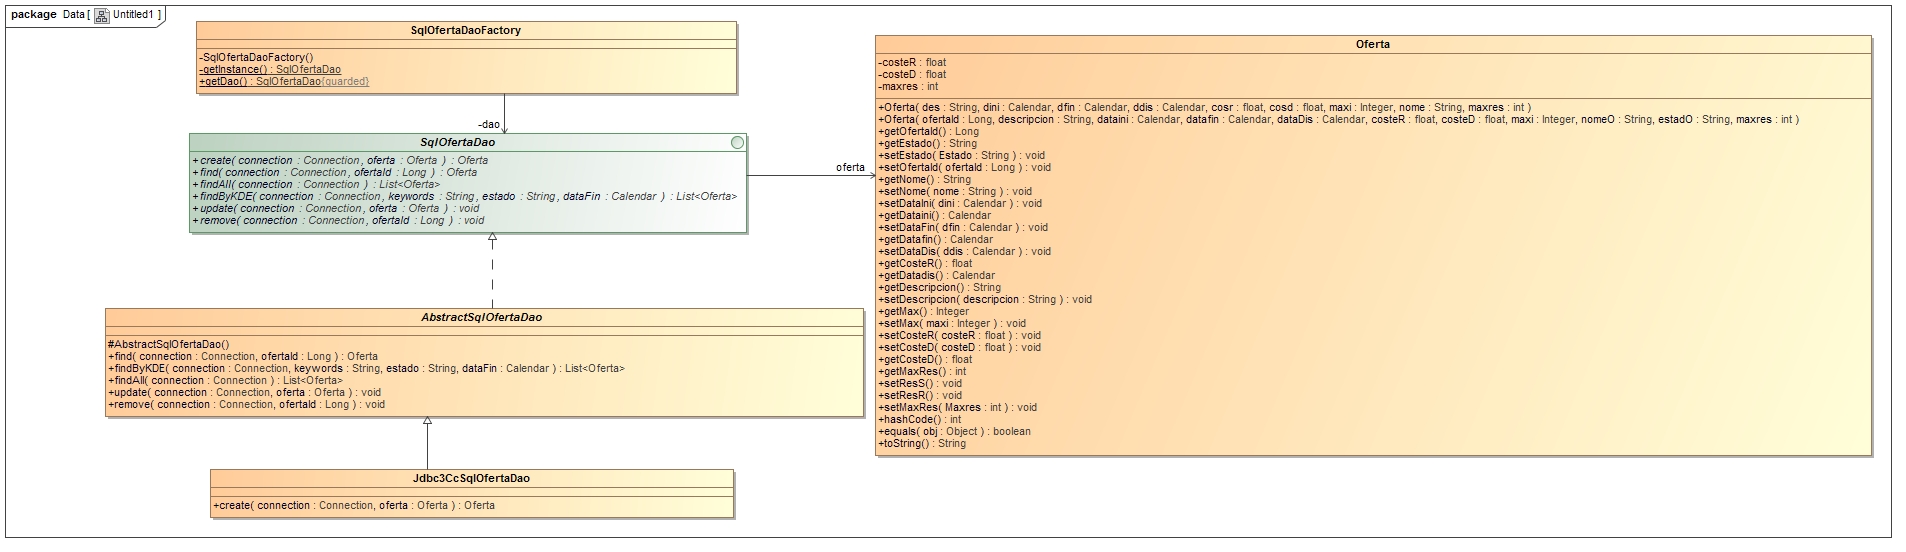 package Data [ Untitled1 ]
SqlOfertaDaoFactory
-SqlOfertaDaoFactory()
-getInstance() : SqlOfertaDao
+getDao() : SqlOfertaDao{guarded}
-dao
SqlOfertaDao
+create( connection : Connection, oferta : Oferta ) : Oferta
+find( connection : Connection, ofertaId : Long ) : Oferta
+findAll( connection : Connection ) : List<Oferta>
+findByKDE( connection : Connection, keywords : String, estado : String, dataFin : Calendar ) : List<Oferta>
+update( connection : Connection, oferta : Oferta ) : void
+remove( connection : Connection, ofertaId : Long ) : void
oferta
AbstractSqlOfertaDao
#AbstractSqlOfertaDao()
+find( connection : Connection, ofertaId : Long ) : Oferta
+findByKDE( connection : Connection, keywords : String, estado : String, dataFin : Calendar ) : List<Oferta>
+findAll( connection : Connection ) : List<Oferta>
+update( connection : Connection, oferta : Oferta ) : void
+remove( connection : Connection, ofertaId : Long ) : void
Jdbc3CcSqlOfertaDao
+create( connection : Connection, oferta : Oferta ) : Oferta
Oferta
-costeR : float
-costeD : float
-maxres : int
+Oferta( des : String, dini : Calendar, dfin : Calendar, ddis : Calendar, cosr : float, cosd : float, maxi : Integer, nome : String, maxres : int )
+Oferta( ofertaId : Long, descripcion : String, dataini : Calendar, datafin : Calendar, dataDis : Calendar, costeR : float, costeD : float, maxi : Integer, nomeO : String, estadO : String, maxres : int )
+getOfertaId() : Long
+getEstado() : String
+setEstado( Estado : String ) : void
+setOfertaId( ofertaId : Long ) : void
+getNome() : String
+setNome( nome : String ) : void
+setDataIni( dini : Calendar ) : void
+getDataini() : Calendar
+setDataFin( dfin : Calendar ) : void
+getDatafin() : Calendar
+setDataDis( ddis : Calendar ) : void
+getCosteR() : float
+getDatadis() : Calendar
+getDescripcion() : String
+setDescripcion( descripcion : String ) : void
+getMax() : Integer
+setMax( maxi : Integer ) : void
+setCosteR( costeR : float ) : void
+setCosteD( costeD : float ) : void
+getCosteD() : float
+getMaxRes() : int
+setResS() : void
+setResR() : void
+setMaxRes( Maxres : int ) : void
+hashCode() : int
+equals( obj : Object ) : boolean
+toString() : String